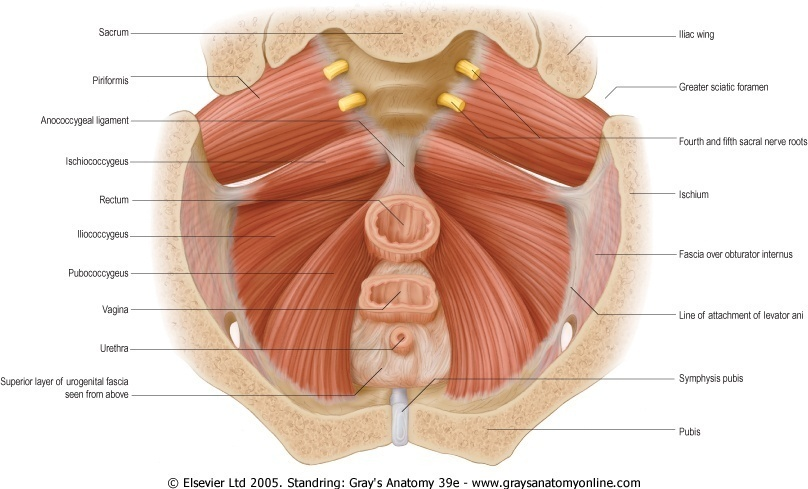 Sacrum
Piriformis
Anococcygeal ligament
Ischiococcygeus
Rectum
Iliococcygeus
Pubococcygeus
Vagina
Urethra
Superior layer of urogenital fascia
seen from above
Iliac wing
Greater sciatic foramen
Fourth and fifth sacral nerve roots
Ischium
Fascia over obturator internus
Line of attachment of levator ani
Symphysis pubis
Pubis
© Elsevier Ltd 2005. Standring: Gray's Anatomy 39e - www.graysanatomyonline.com